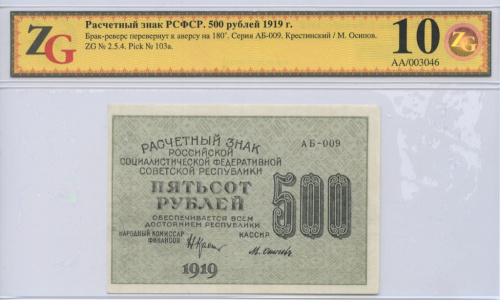 ZG
Расчетный знак РСФСР. 500 рублей 1919 г.
Брак-реверс перевернут к аверсу на 180°. Серия АБ-009. Крестинский / М. Осипов.
ZG № 2.5.4. Pick № 103a.
10
ZG
AA/003046
РАСЧЕТНЫЙ ЗНАК
РОССИЙСКОЙ
СОЦИАЛИСТИЧЕСКОЙ ФЕДЕРАТИВНОЙ
СОВЕТСКОЙ РЕСПУБЛИКИ
АБ-009
ПЯТЬСОТ
РУБЛЕЙ
500
ОБЕСПЕЧИВАЕТСЯ ВСЕМ
ДОСТОЯНИЕМ РЕСПУБЛИКИ
НАРОДНЫЙ КОМИССАР
ФИНАНСОВ
КАССИР
М. Осипов
1919